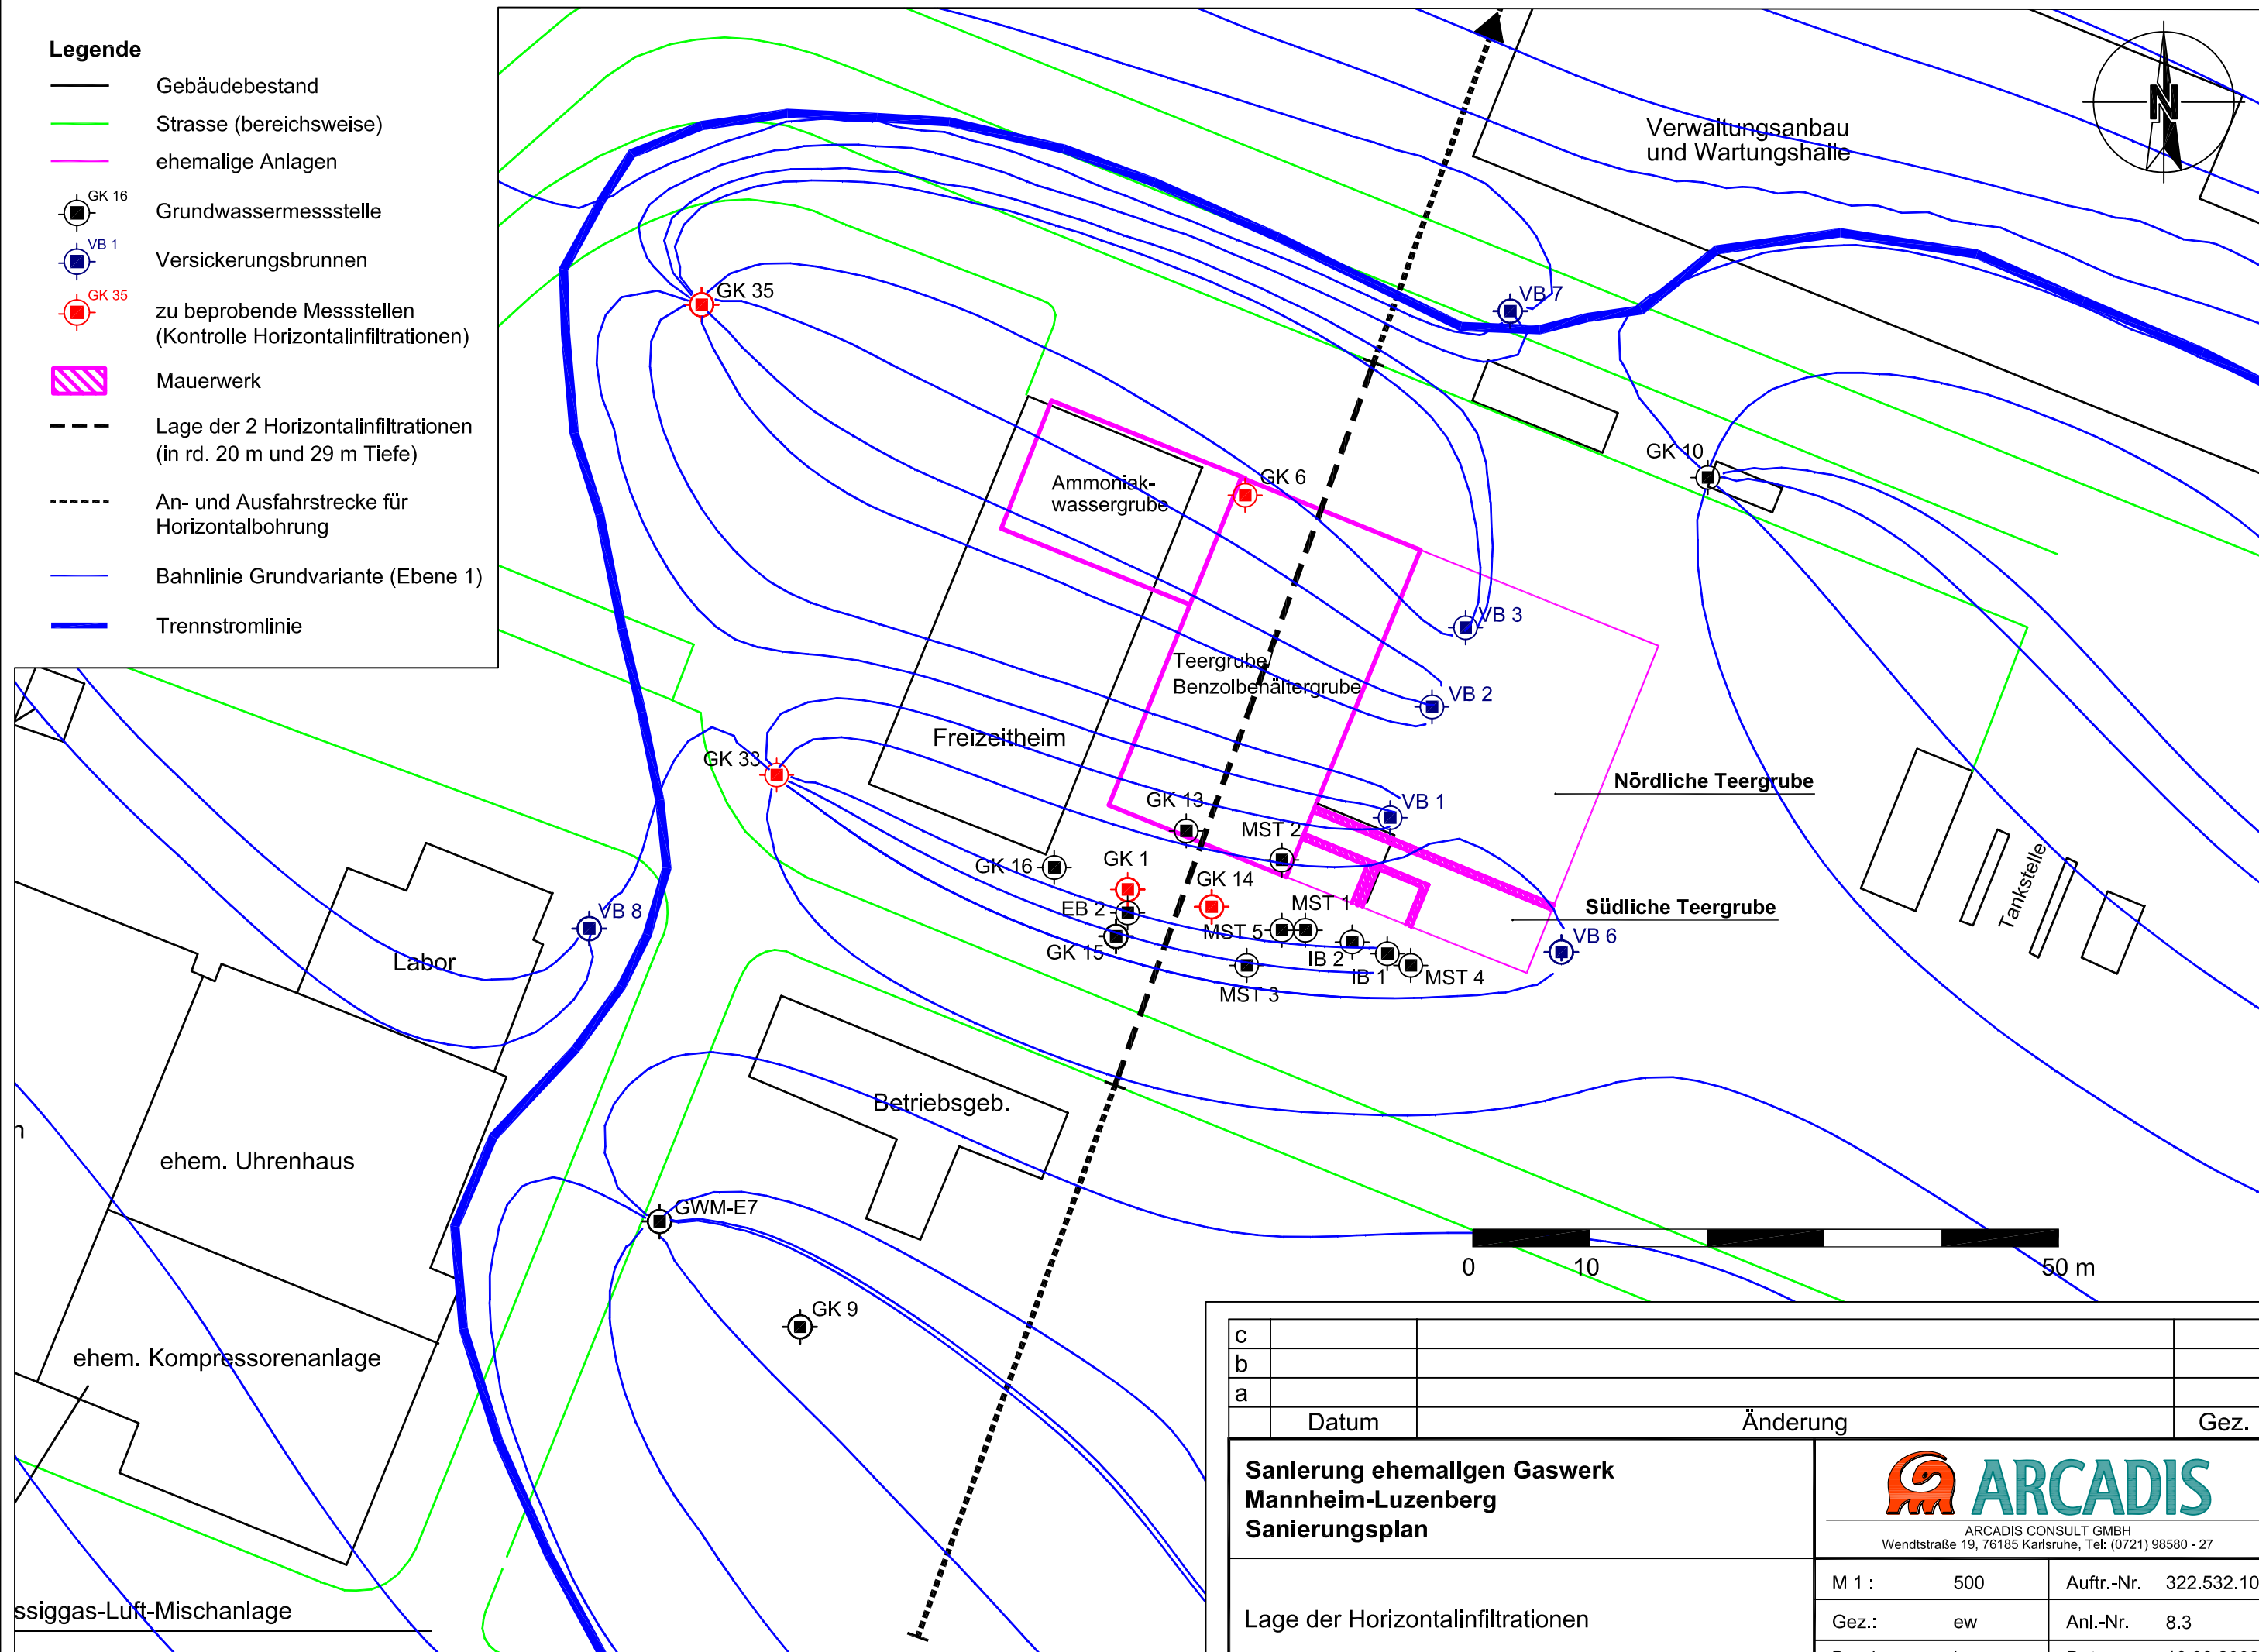 Legende
Gebäudebestand
Strasse (bereichsweise)
ehemalige Anlagen
GK 16
Grundwassermessstelle
VB 1
Versickerungsbrunnen
GK 35
zu beprobende Messstellen
(Kontrolle Horizontalinfiltrationen)
Mauerwerk
Lage der 2 Horizontalinfiltrationen
(in rd. 20 m und 29 m Tiefe)
An- und Ausfahrstrecke für
Horizontalbohrung
Bahnlinie Grundvariante (Ebene 1)
Trennstromlinie
N
Verwaltungsanbau
und Wartungshalle
GK 35
VB 7
GK 10
GK 6
Ammoniak-
wassergrube
VB 3
Teergrube
Benzolbehältergrube
VB 2
Freizeitheim
GK 33
Nördliche Teergrube
VB 1
GK 13
MST 2
GK 16
GK 1
GK 14
EB 2
MST 1
MST 5
GK 15
IB 2
IB 1
MST 4
MST 3
Südliche Teergrube
VB 6
Tankstelle
VB 8
Labor
Betriebsgeb.
ehem. Uhrenhaus
GWM-E7
GK 9
ehem. Kompressorenanlage
ssiggas-Luft-Mischanlage
0 10 50 m
c
b
a
Datum Änderung Gez.
Sanierung ehemaligen Gaswerk
Mannheim-Luzenberg
Sanierungsplan
ARCADIS
ARCADIS CONSULT GMBH
Wendtstraße 19, 76185 Karlsruhe, Tel: (0721) 98580 - 27
Lage der Horizontalinfiltrationen
M 1 : 500 Auftr.-Nr. 322.532.10
Gez.: ew Anl.-Nr. 8.3